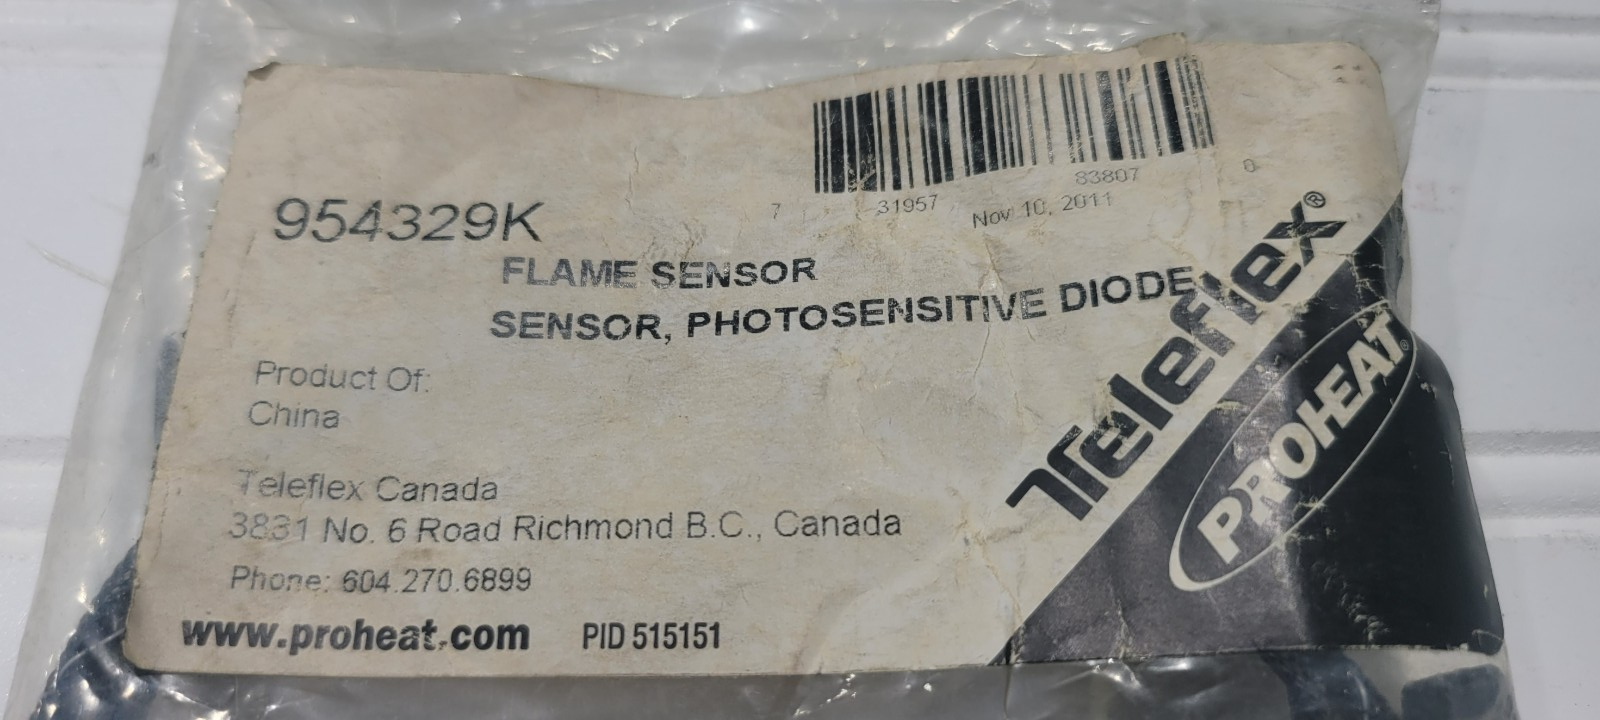 7 31957 83807 0
Nov 10, 2011
954329K
FLAME SENSOR
SENSOR, PHOTOSENSITIVE DIODE
Product Of:
China
Teleflex Canada
3831 No. 6 Road Richmond B.C., Canada
Phone: 604.270.6899
www.proheat.com PID 515151
Teleflex®
PROHEAT®